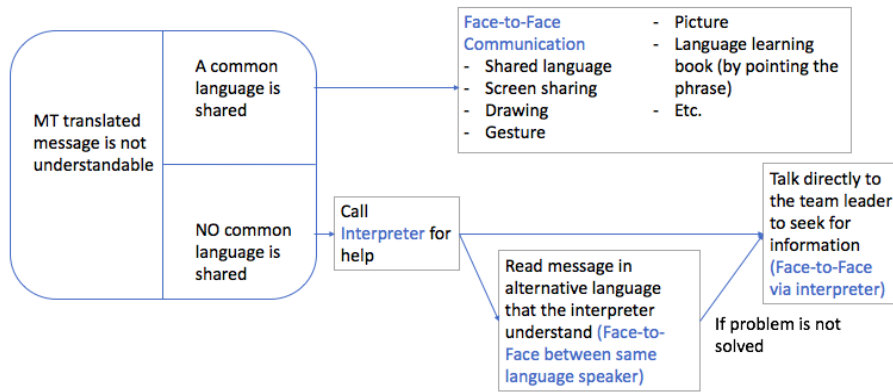 MT translated
message is not
understandable
A common
language is
shared
NO common
language is
shared
Face-to-Face
Communication
- Shared language
- Screen sharing
- Drawing
- Gesture
- Picture
- Language learning
book (by pointing the
phrase)
- Etc.
Call
Interpreter for
help
Read message in
alternative language
that the interpreter
understand (Face-to-
Face between same
language speaker)
If problem is not
solved
Talk directly to
the team leader
to seek for
information
(Face-to-Face
via interpreter)